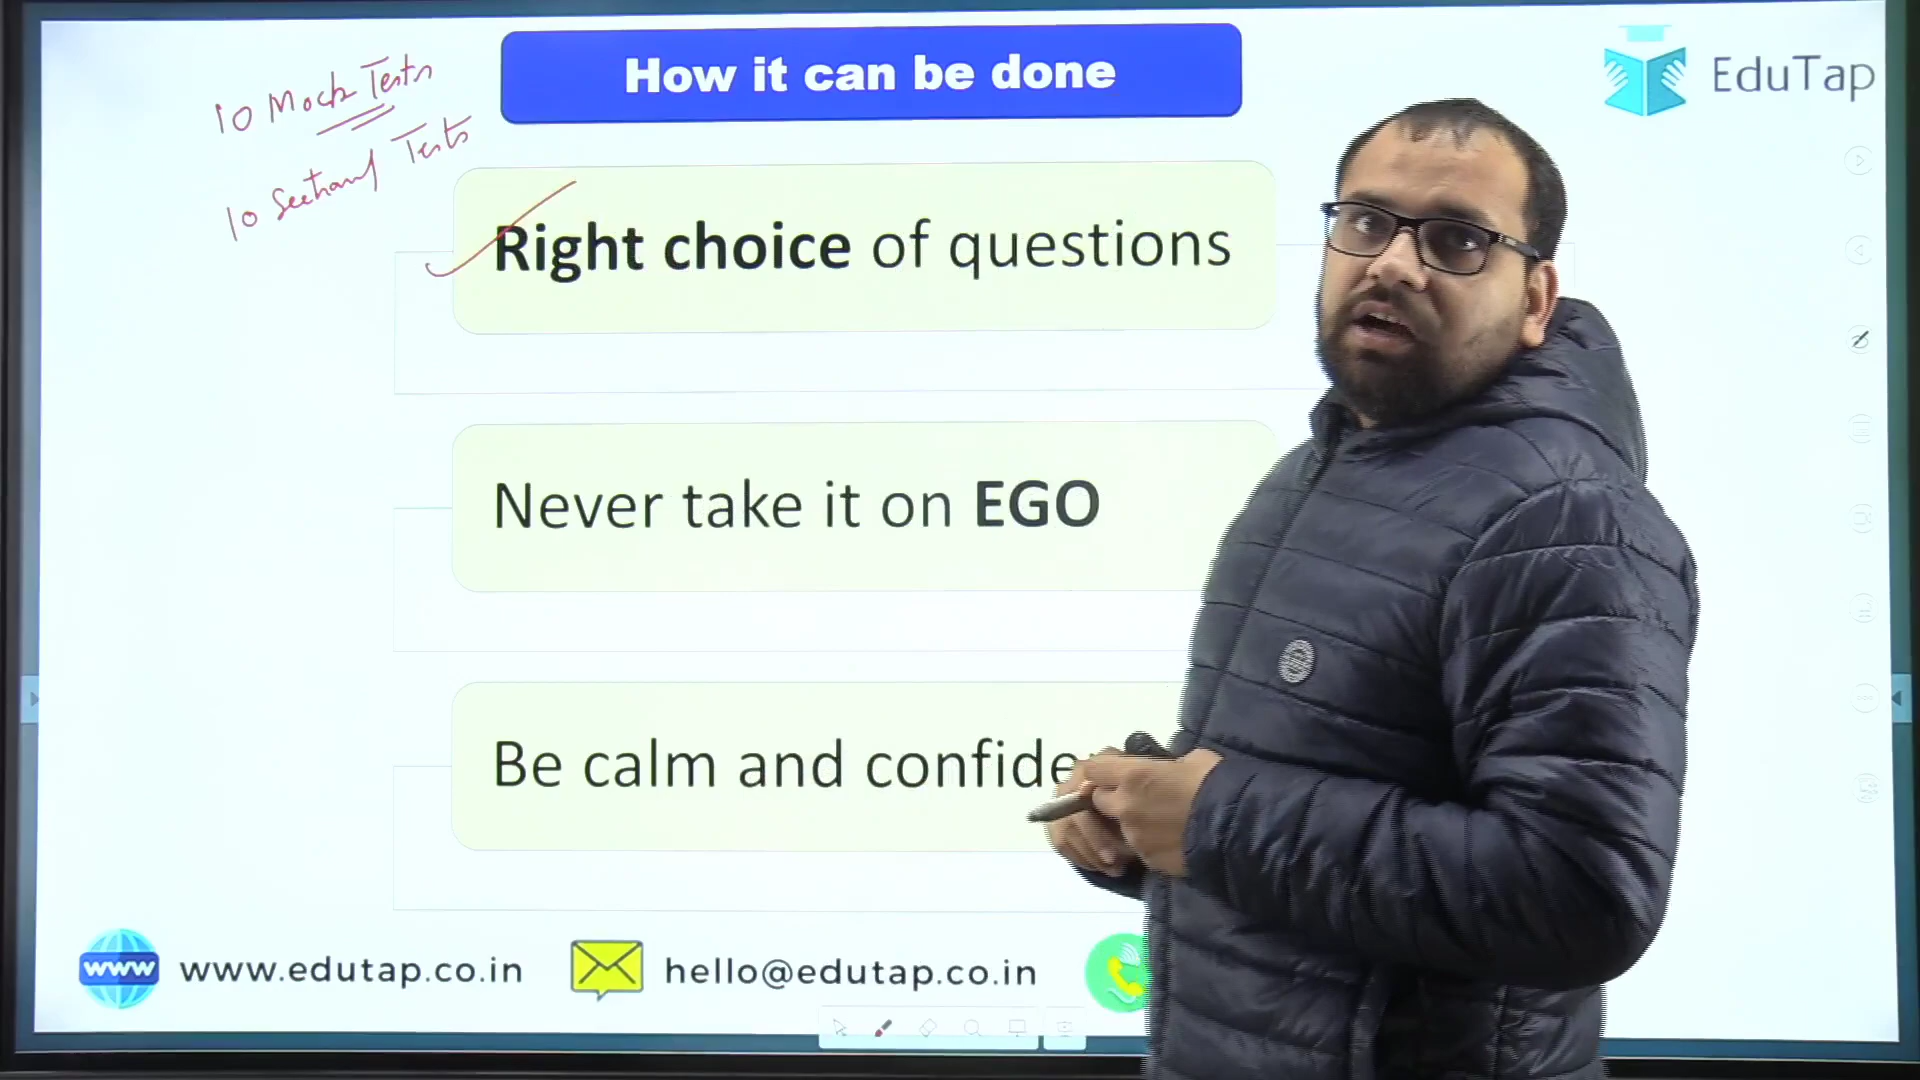 How it can be done
EduTap
10 Mock Tests
10 Sectional Tests
Right choice of questions
Never take it on EGO
Be calm and confide
www
www.edutap.co.in
hello@edutap.co.in